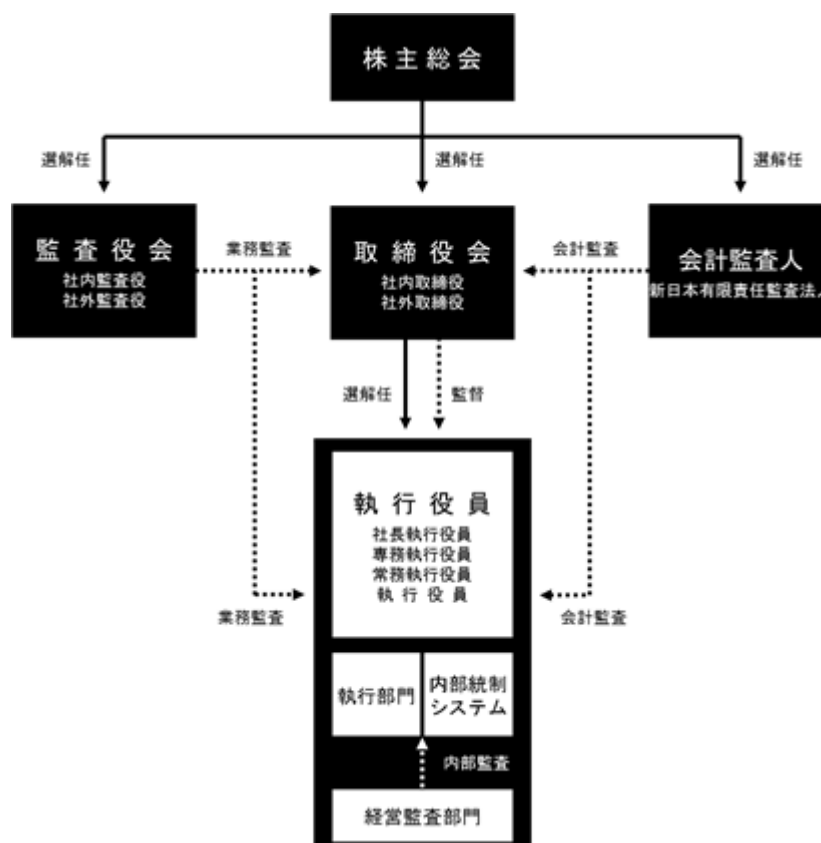 株主総会
選解任
選解任
選解任
監査役会
社内監査役
社外監査役
業務監査
取締役会
社内取締役
社外取締役
会計監査
会計監査人
新日本有限責任監査法人
選解任
監督
執行役員
社長執行役員
専務執行役員
常務執行役員
執行役員
業務監査
会計監査
執行部門
内部統制
システム
内部監査
経営監査部門